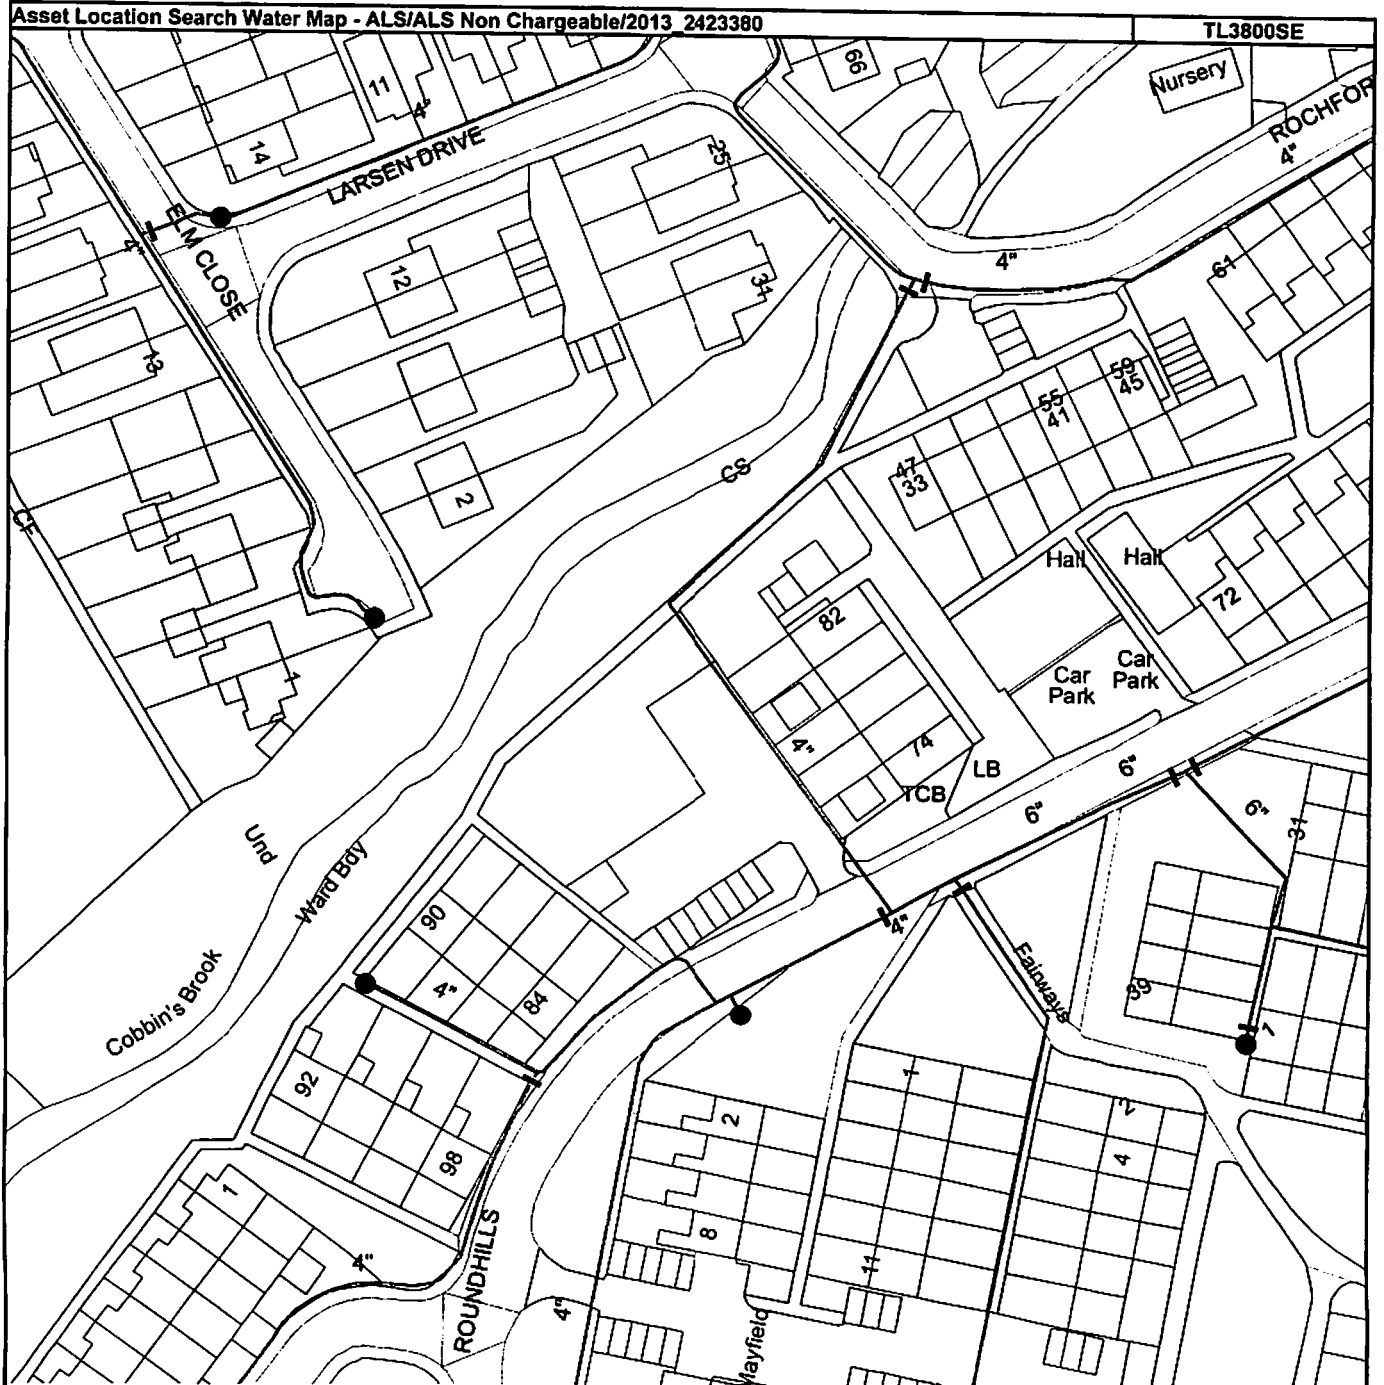 Asset Location Search Water Map - ALS/ALS Non Chargeable/2013_2423380
TL3800SE
66
Nursery
11
4"
ROCHFOR
14
25
4"
LARSEN DRIVE
4"
ELM CLOSE
4"
61
12
31
13
59
45
55
41
CS
47
33
2
CF
Hall
Hall
72
82
Car
Park
Car
Park
1
4"
74
LB
6"
TCB
6"
6"
31
Und
Ward Bdy
90
4"
Fairways
Cobbin's Brook
4"
84
39
7
92
1
2
2
4
98
1
8
ROUNDHILLS
4"
11
4"
Mayfield